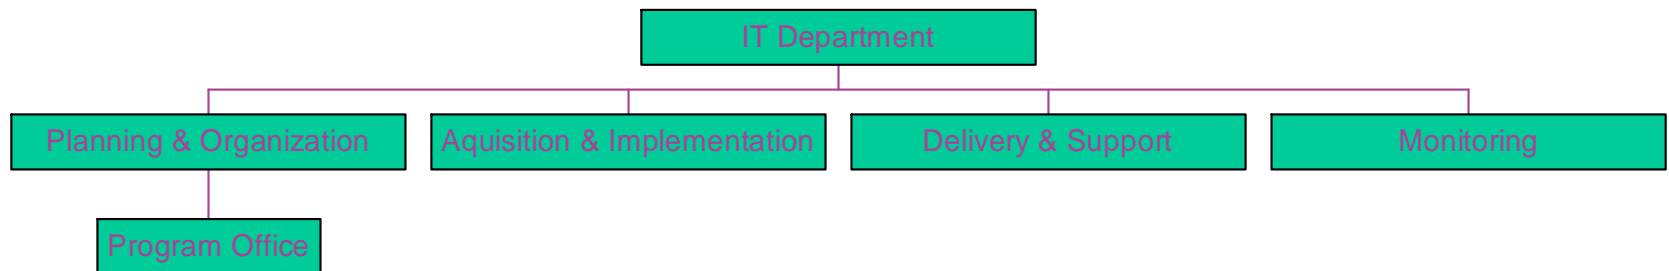 IT Department
Planning & Organization
Aquisition & Implementation
Delivery & Support
Monitoring
Program Office